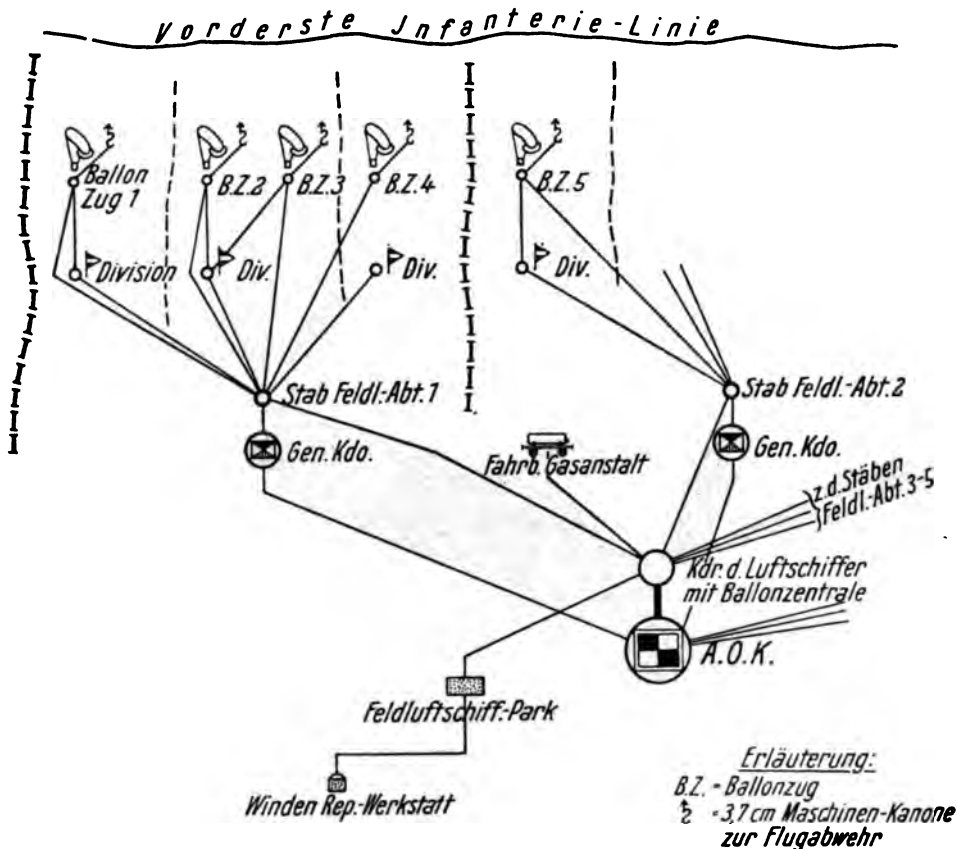 Vorderste Jnfanterie-Linie
Ballon
Zug 1
B.Z.2
B.Z.3
B.Z.4
B.Z.5
Division
Div.
Div.
Div.
Stab Feldl.-Abt.1
Stab Feldl.-Abt.2
Gen.Kdo.
Fahrb. Gasanstalt
Gen.Kdo.
z.d.Stäben
Feldl.-Abt.3-5
Kdr.d.Luftschiffer
mit Ballonzentrale
A.O.K.
Feldluftschiff.-Park
Winden Rep.-Werkstatt
Erläuterung:
B.Z. = Ballonzug
= 3,7 cm Maschinen-Kanone
zur Flugabwehr